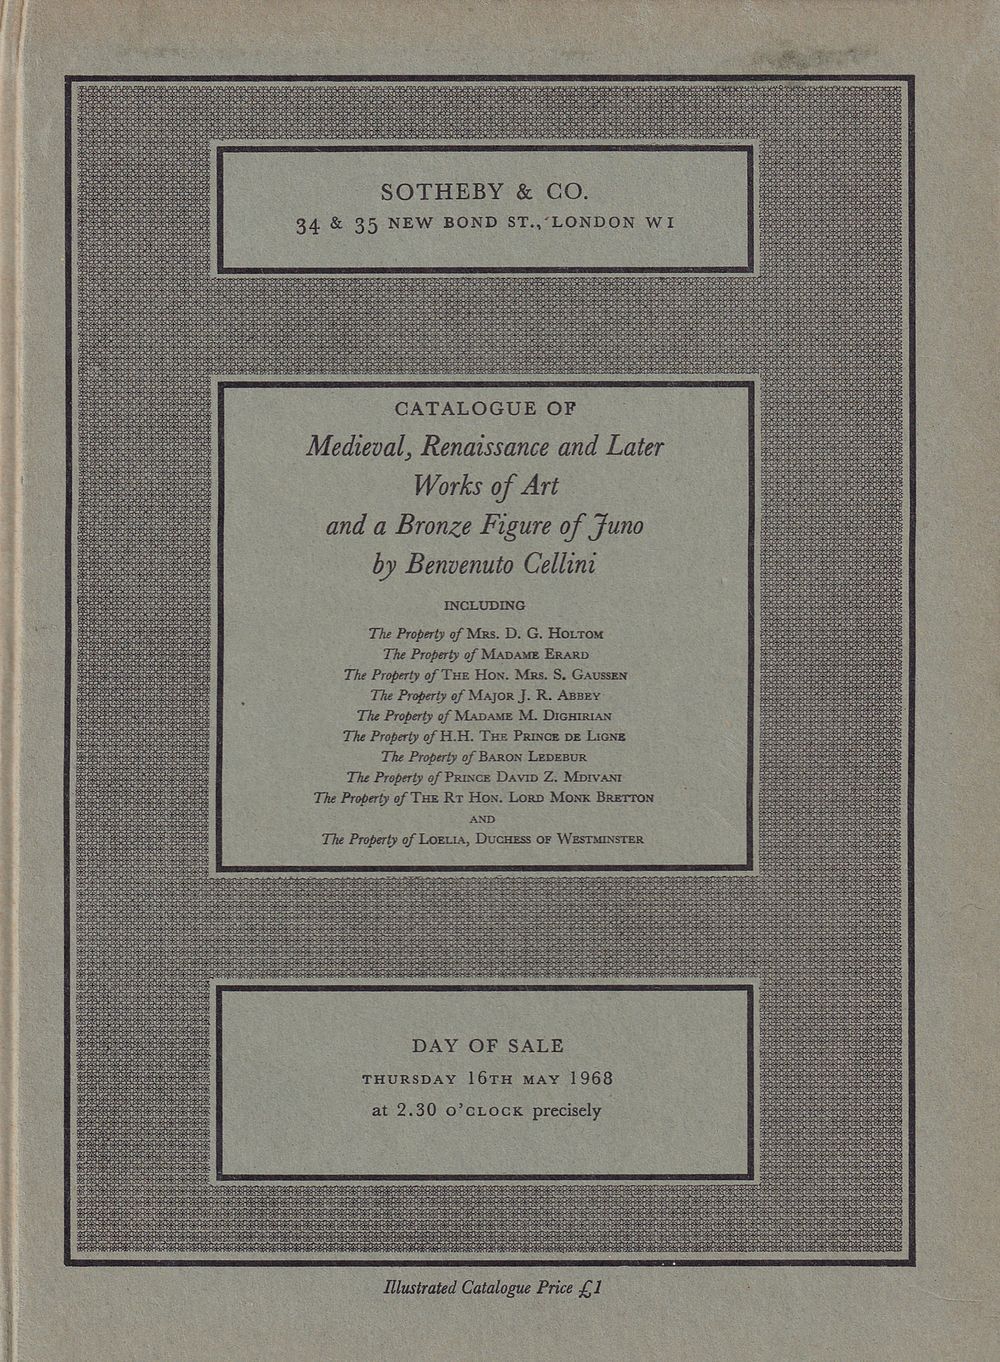 SOTHEBY & CO.
34 & 35 NEW BOND ST., LONDON W1
CATALOGUE OF
Medieval, Renaissance and Later
Works of Art
and a Bronze Figure of Juno
by Benvenuto Cellini
INCLUDING
The Property of MRS. D. G. HOLTOM
The Property of MADAME ERARD
The Property of THE HON. MRS. S. GAUSSEN
The Property of MAJOR J. R. ABBEY
The Property of MADAME M. DIGHIRIAN
The Property of H.H. THE PRINCE DE LIGNE
The Property of BARON LEDEBUR
The Property of PRINCE DAVID Z. MDIVANI
The Property of THE RT HON. LORD MONK BRETTON
AND
The Property of LOELIA, DUCHESS OF WESTMINSTER
DAY OF SALE
THURSDAY 16TH MAY 1968
at 2.30 O'CLOCK precisely
Illustrated Catalogue Price £1